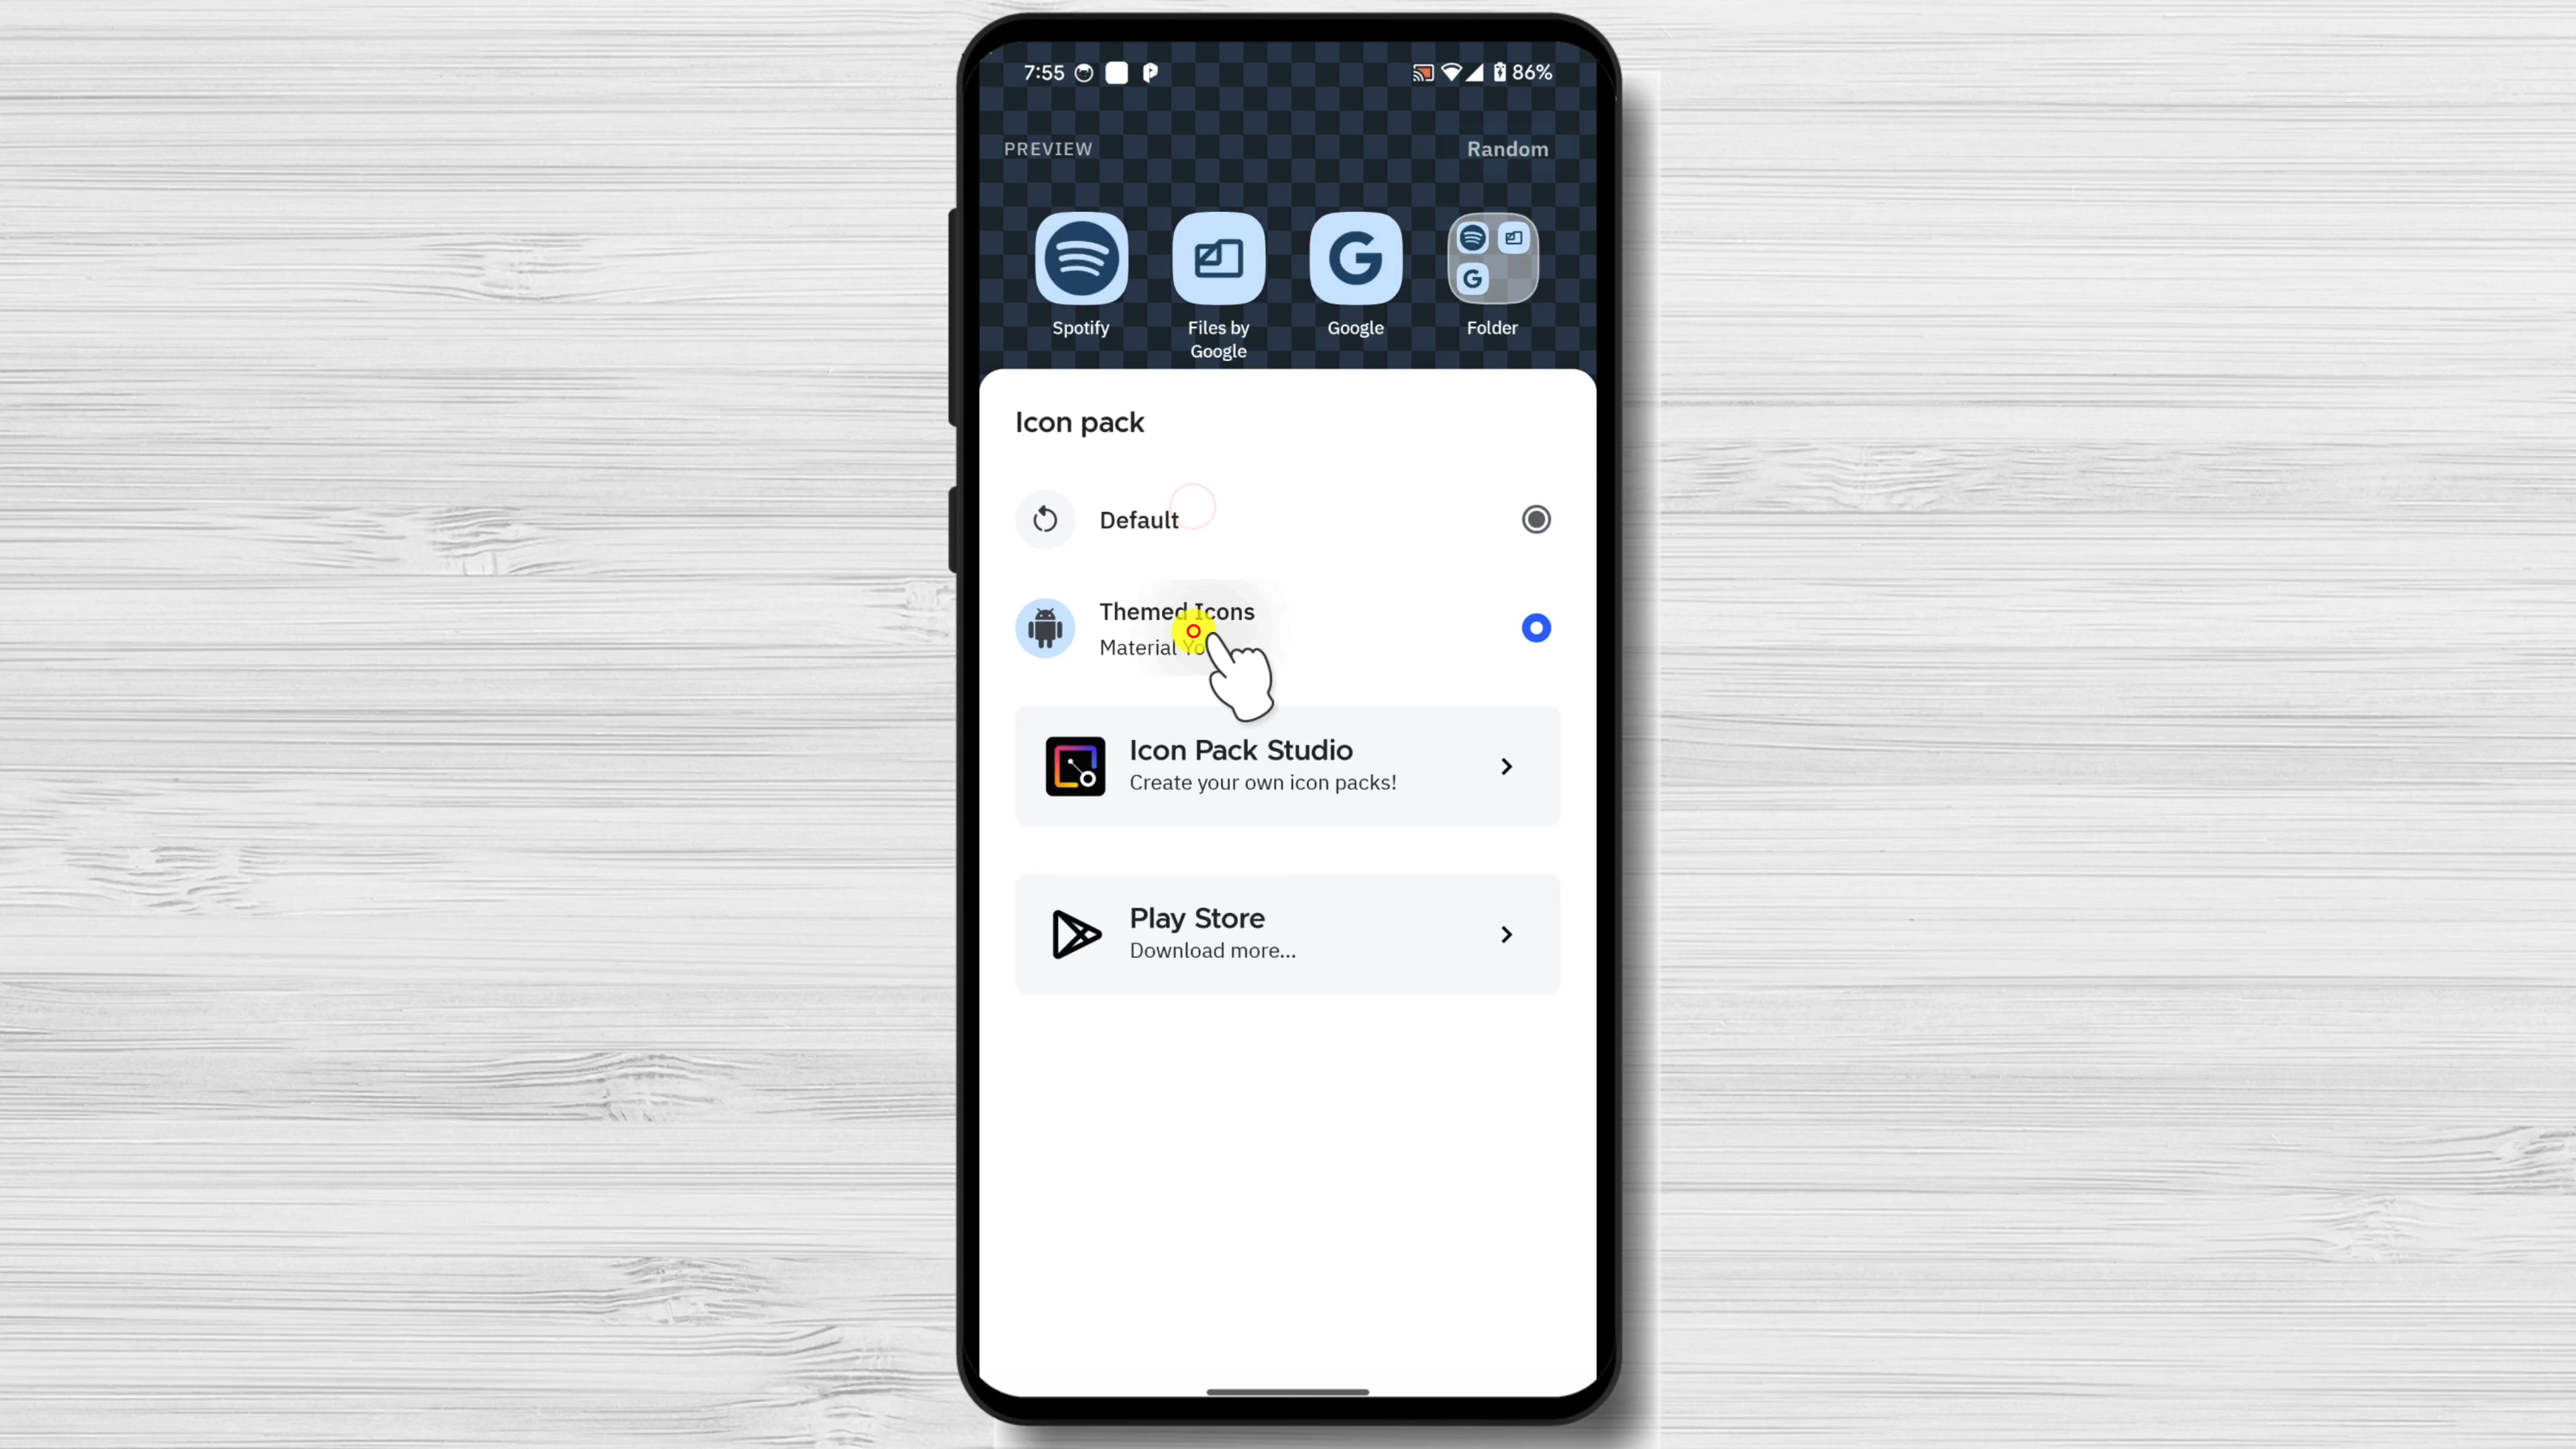 7:55
86%
PREVIEW
Random
Spotify
Files by
Google
Google
Folder
Icon pack
Default
Themed Icons
Material Yo
Icon Pack Studio
Create your own icon packs!
Play Store
Download more...